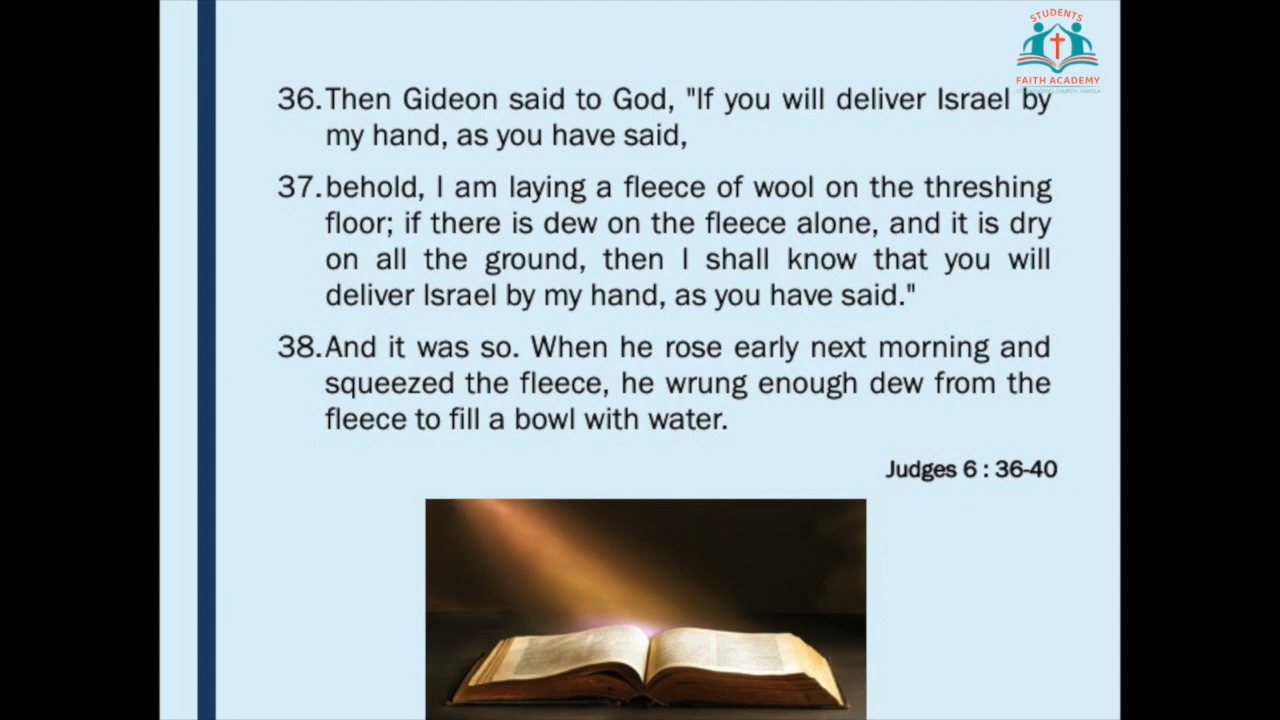 STUDENTS
FAITH ACADEMY
36. Then Gideon said to God, "If you will deliver Israel by
my hand, as you have said,
37. behold, I am laying a fleece of wool on the threshing
floor; if there is dew on the fleece alone, and it is dry
on all the ground, then I shall know that you will
deliver Israel by my hand, as you have said."
38. And it was so. When he rose early next morning and
squeezed the fleece, he wrung enough dew from the
fleece to fill a bowl with water.
Judges 6 : 36-40